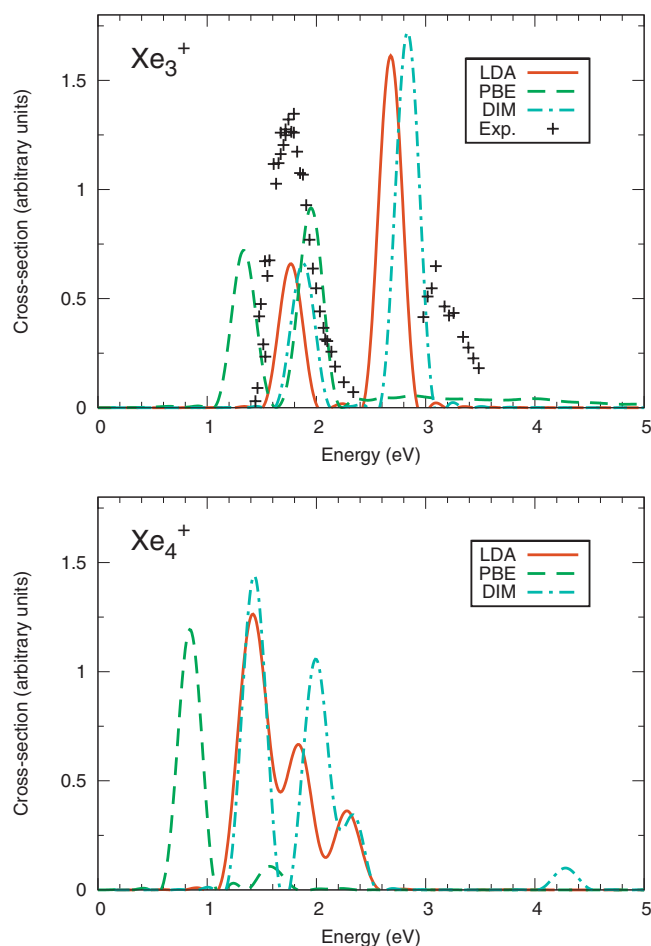 Xe3+
LDA
PBE
DIM
Exp.
1.5
1
0.5
0
0 1 2 3 4 5
Cross-section (arbitrary units)
Energy (eV)
Xe4+
LDA
PBE
DIM
1.5
1
0.5
0
0 1 2 3 4 5
Cross-section (arbitrary units)
Energy (eV)